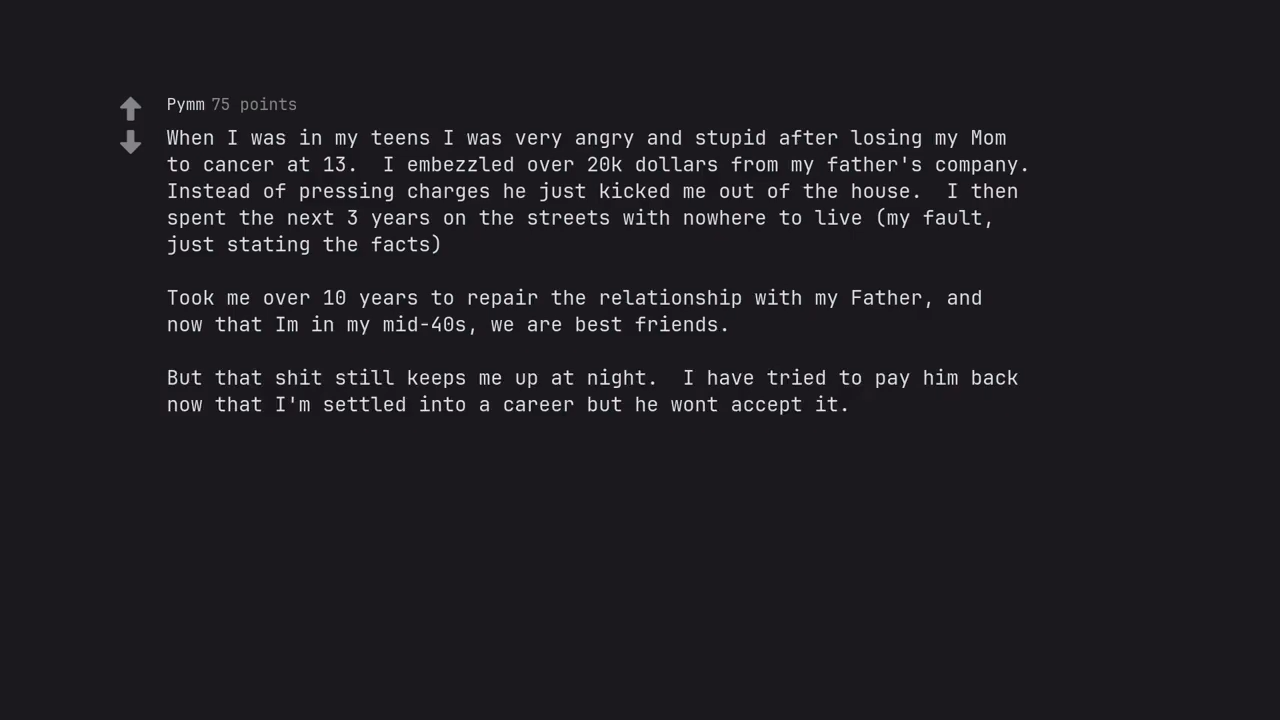 Pymm 75 points
When I was in my teens I was very angry and stupid after losing my Mom
to cancer at 13. I embezzled over 20k dollars from my father's company.
Instead of pressing charges he just kicked me out of the house. I then
spent the next 3 years on the streets with nowhere to live (my fault,
just stating the facts)
Took me over 10 years to repair the relationship with my Father, and
now that Im in my mid-40s, we are best friends.
But that shit still keeps me up at night. I have tried to pay him back
now that I'm settled into a career but he wont accept it.